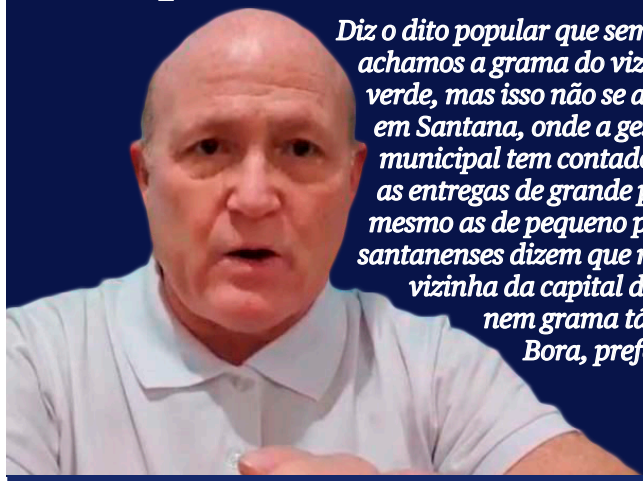 Diz o dito popular que sem
achamos a grama do viz
verde, mas isso não se a
em Santana, onde a ge
municipal tem contado
as entregas de grande p
mesmo as de pequeno p
santanenses dizem que n
vizinha da capital d
nem grama tá
Bora, pref